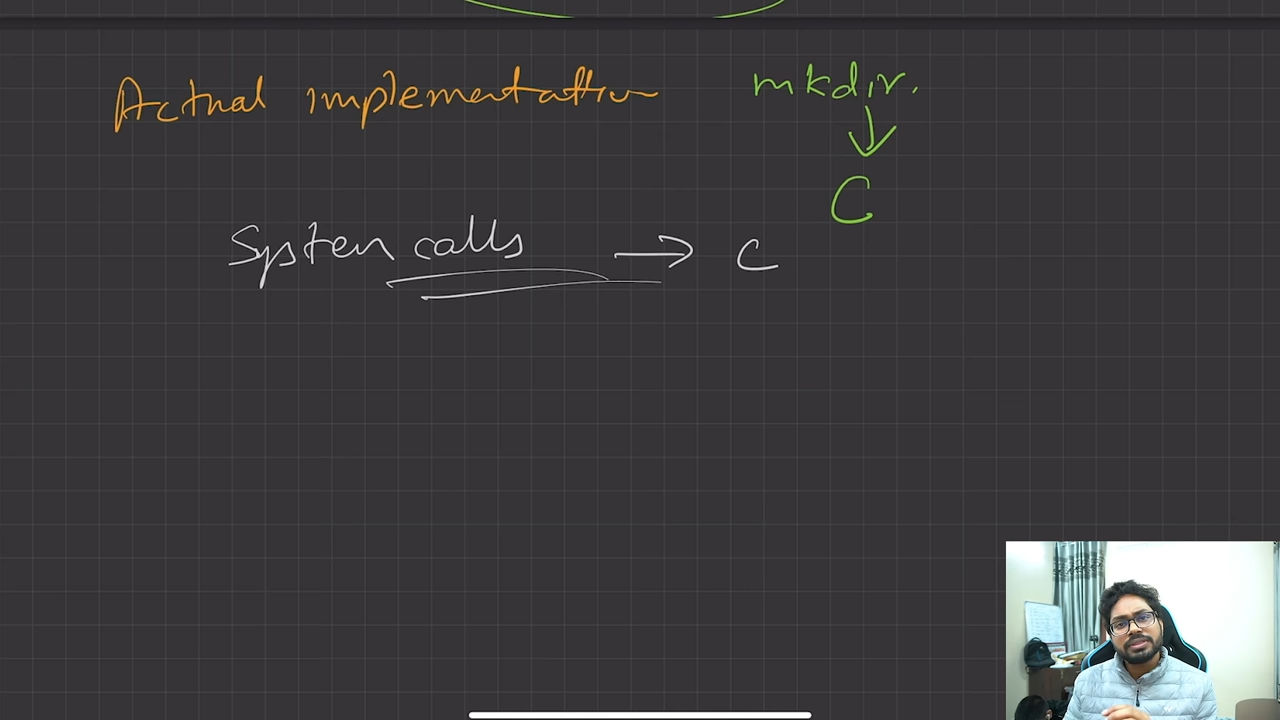 Actual implementation
mkdir.
↓
C
System calls → C